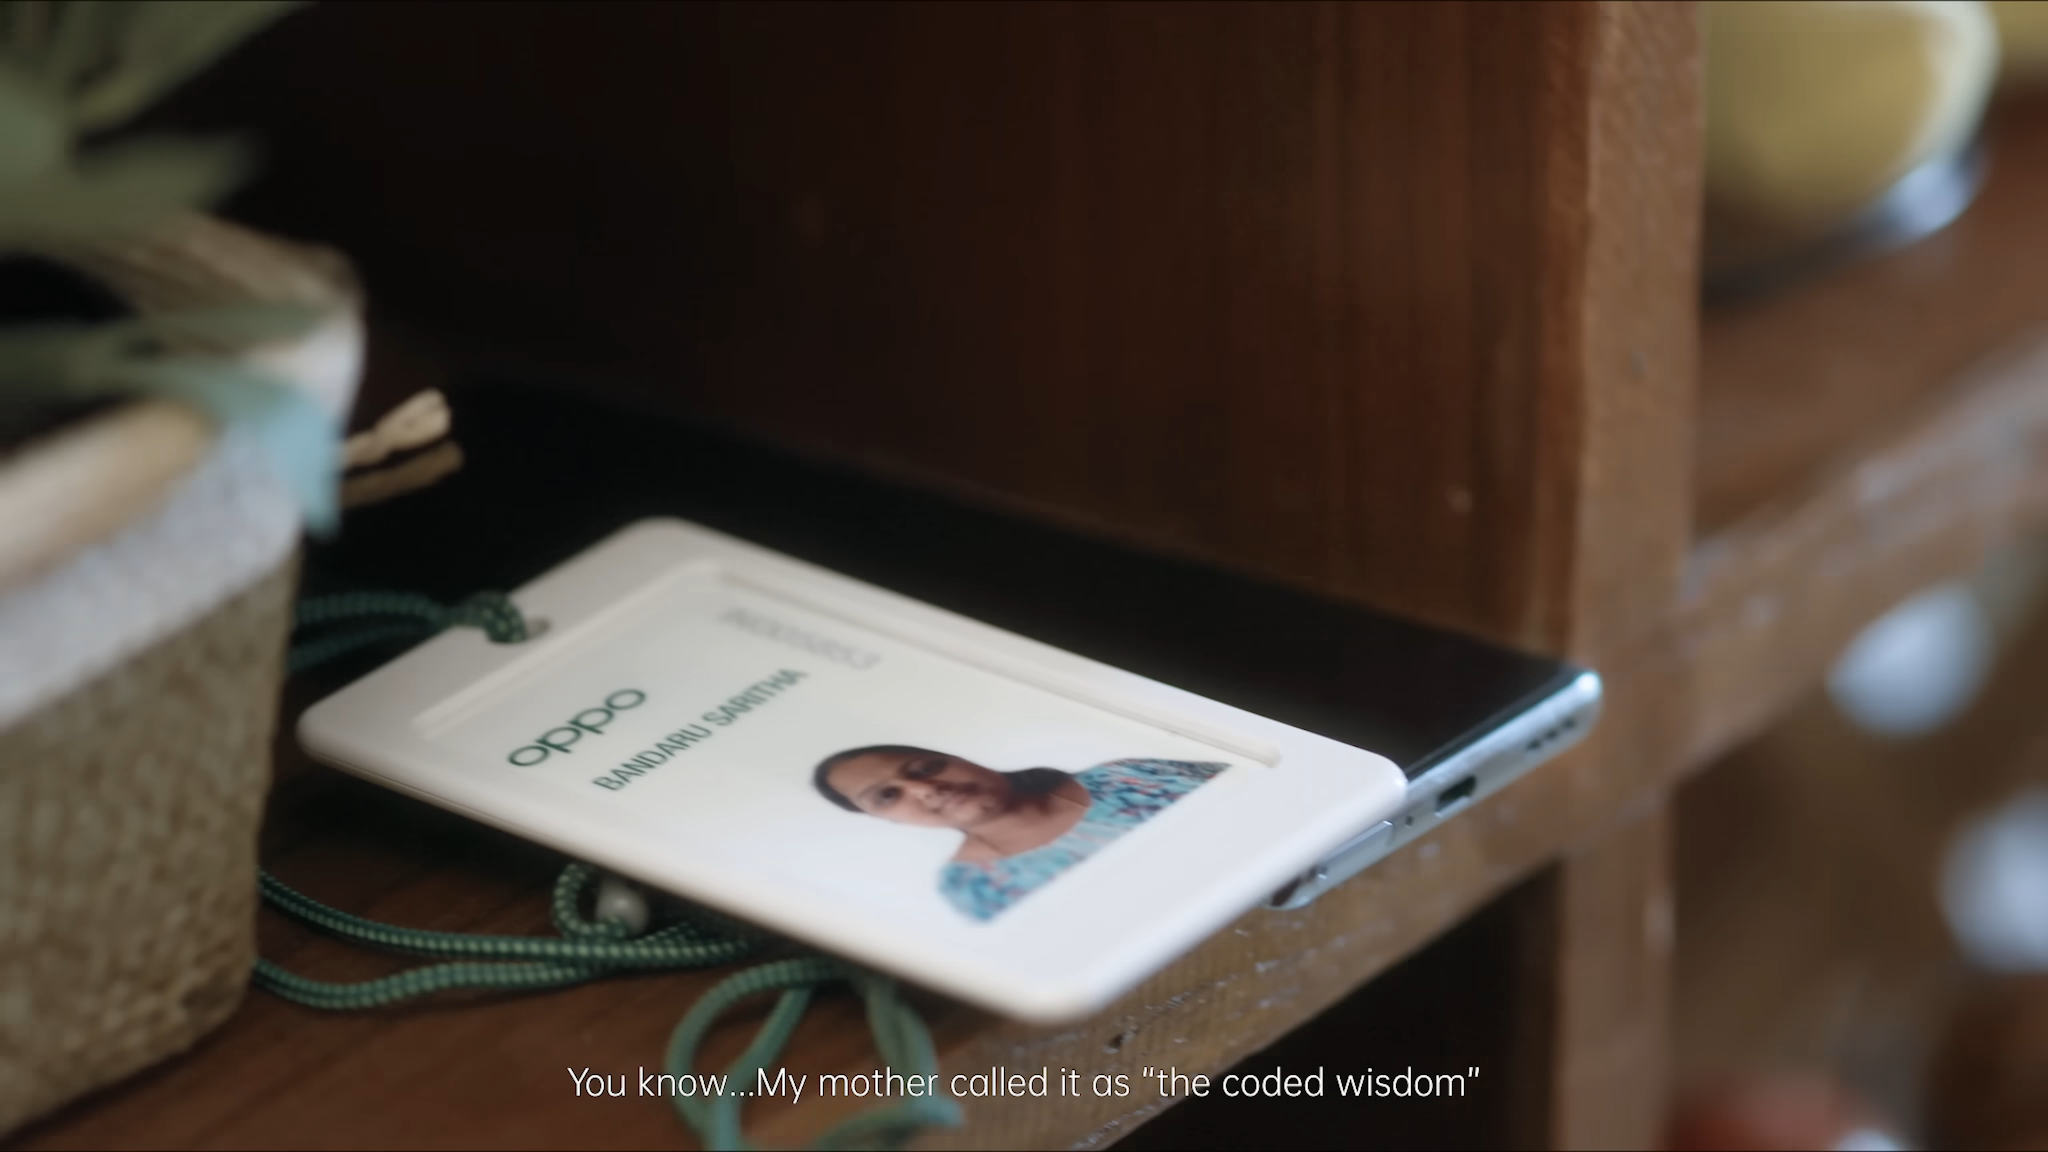 oppo
BANDARU SARITHA
You know...My mother called it as "the coded wisdom"